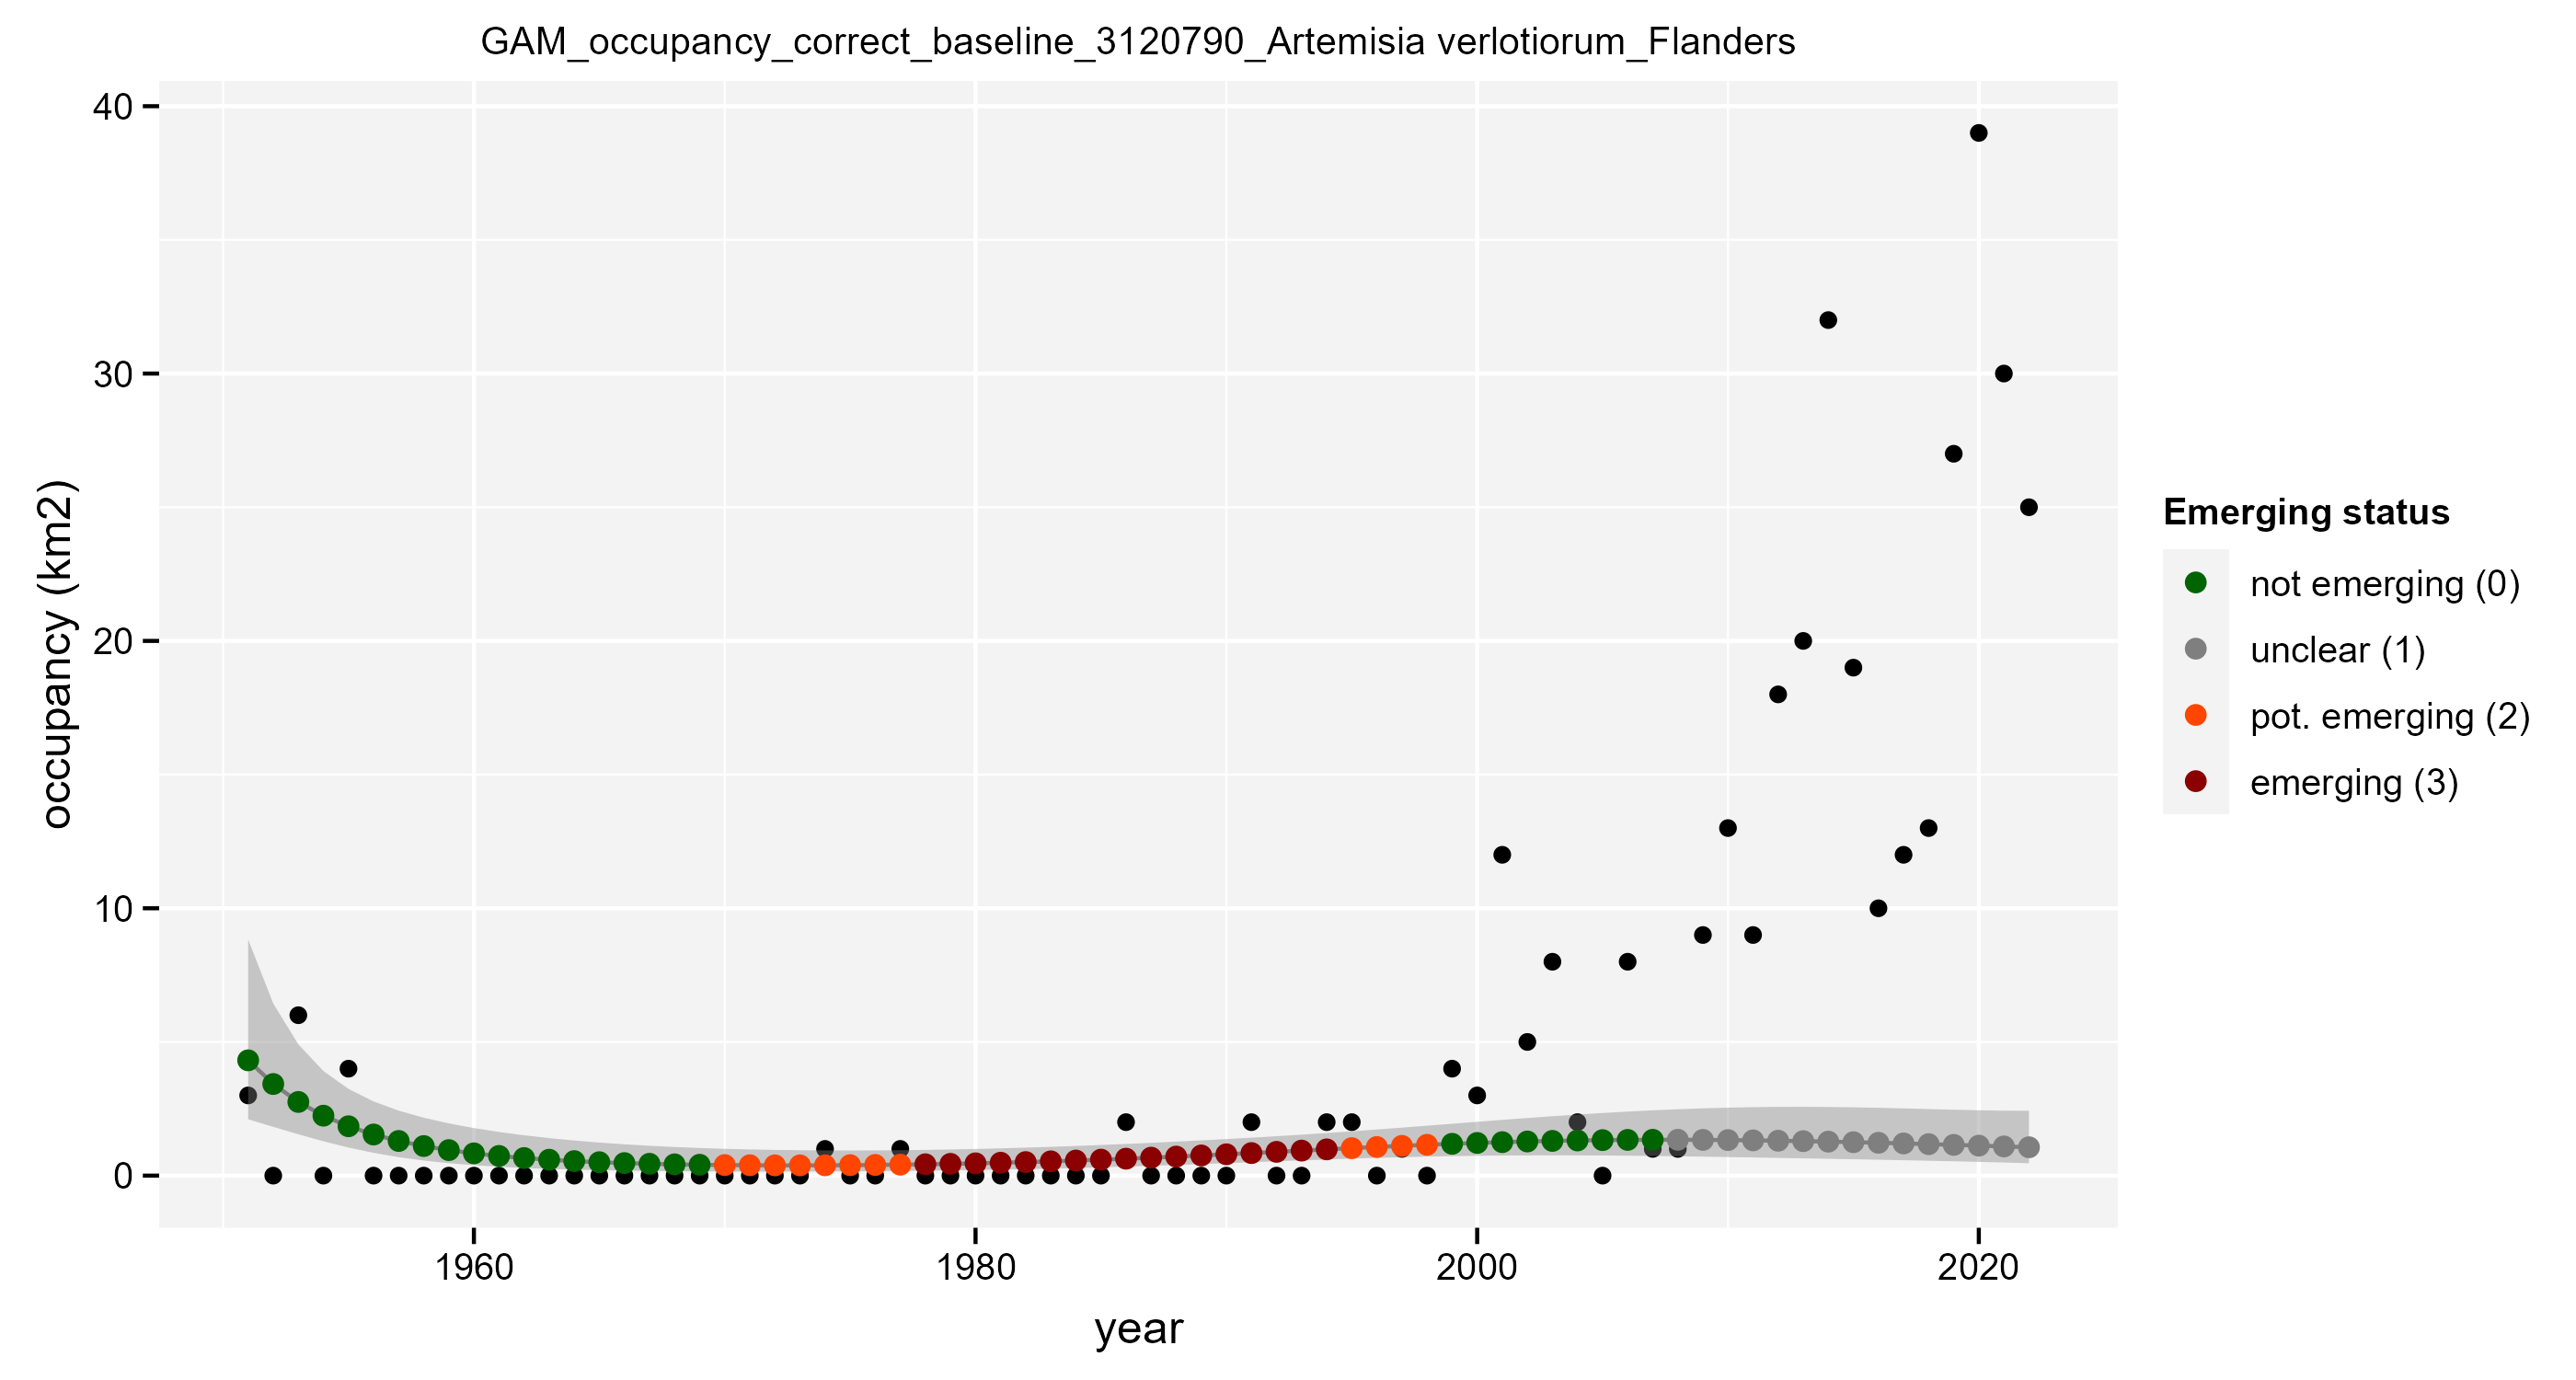 GAM_occupancy_correct_baseline_3120790_Artemisia verlotiorum_Flanders
40
30
20
10
0
occupancy (km2)
1960
1980
2000
2020
year
Emerging status
not emerging (0)
unclear (1)
pot. emerging (2)
emerging (3)